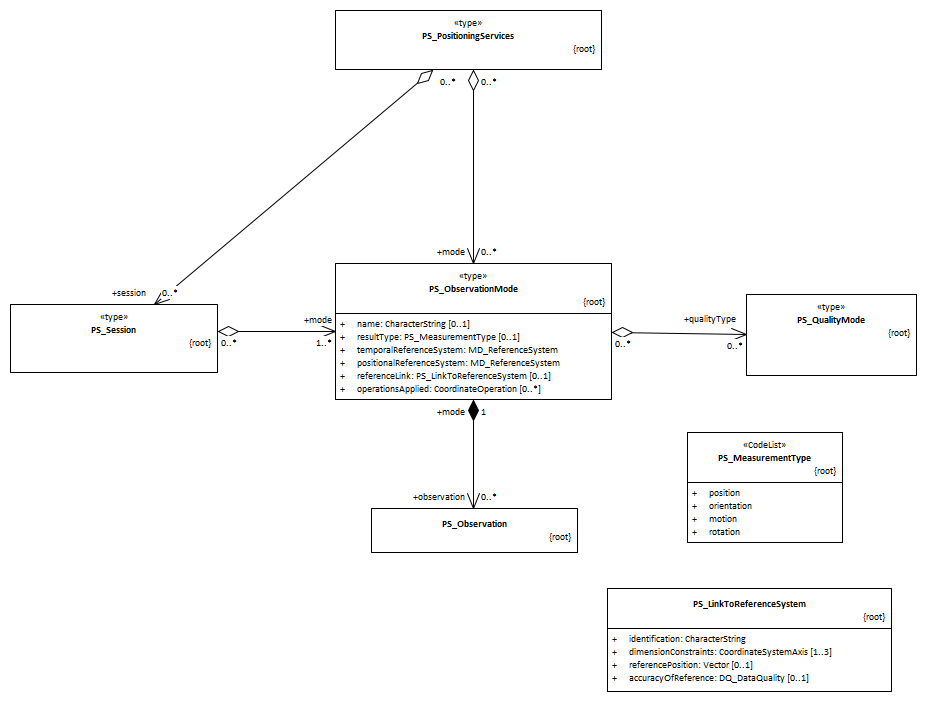 «type»
PS_PositioningServices
{root}
0..*
0..*
+mode
0..*
+session
0..*
«type»
PS_ObservationMode
{root}
+ name: CharacterString [0..1]
+ resultType: PS_MeasurementType [0..1]
+ temporalReferenceSystem: MD_ReferenceSystem
+ positionalReferenceSystem: MD_ReferenceSystem
+ referenceLink: PS_LinkToReferenceSystem [0..1]
+ operationsApplied: CoordinateOperation [0..*]
«type»
PS_Session
{root}
0..*
+mode
1..*
0..*
+qualityType
0..*
«type»
PS_QualityMode
{root}
+mode
1
+observation
0..*
PS_Observation
{root}
«CodeList»
PS_MeasurementType
{root}
+ position
+ orientation
+ motion
+ rotation
PS_LinkToReferenceSystem
{root}
+ identification: CharacterString
+ dimensionConstraints: CoordinateSystemAxis [1..3]
+ referencePosition: Vector [0..1]
+ accuracyOfReference: DQ_DataQuality [0..1]